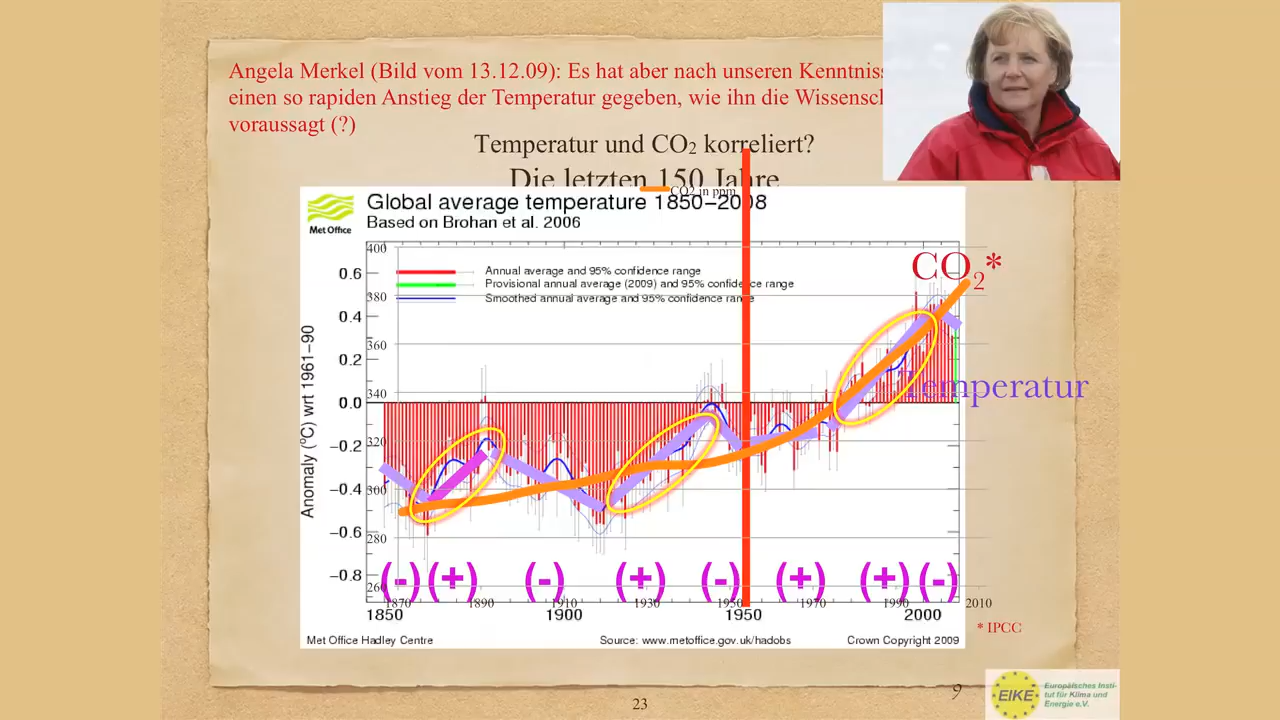 Angela Merkel (Bild vom 13.12.09): Es hat aber nach unseren
einen so rapiden Anstieg der Temperatur gegeben, wie ihn die
voraussagt (?)
Temperatur und CO₂ korreliert?
Die letzten 150 Jahre
CO2 in ppm
Global average temperature 1850–2008
Based on Brohan et al. 2006
Met Office
Annual average and 95% confidence range
Provisional annual average (2009) and 95% confidence range
Smoothed annual average and 95% confidence range
CO₂*
Temperatur
Anomaly (°C) wrt 1961–90
0.6
0.4
0.2
0.0
−0.2
−0.4
−0.6
−0.8
400
380
360
340
320
300
280
260
(-) (+) (-) (+) (-) (+) (+) (-)
1870 1890 1910 1930 1950 1970 1990 2010
1850 1900 1950 2000
* IPCC
Met Office Hadley Centre Source: www.metoffice.gov.uk/hadobs Crown Copyright 2009
9
23
EIKE
Europäisches Insti-
tut für Klima und
Energie e.V.